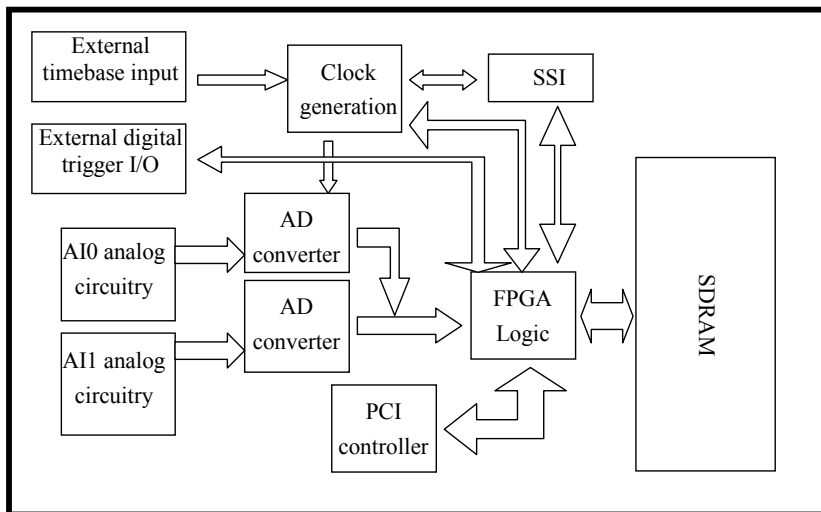 External
timebase input
Clock
generation
SSI
External digital
trigger I/O
AD
converter
AI0 analog
circuitry
AD
converter
FPGA
Logic
SDRAM
AI1 analog
circuitry
PCI
controller